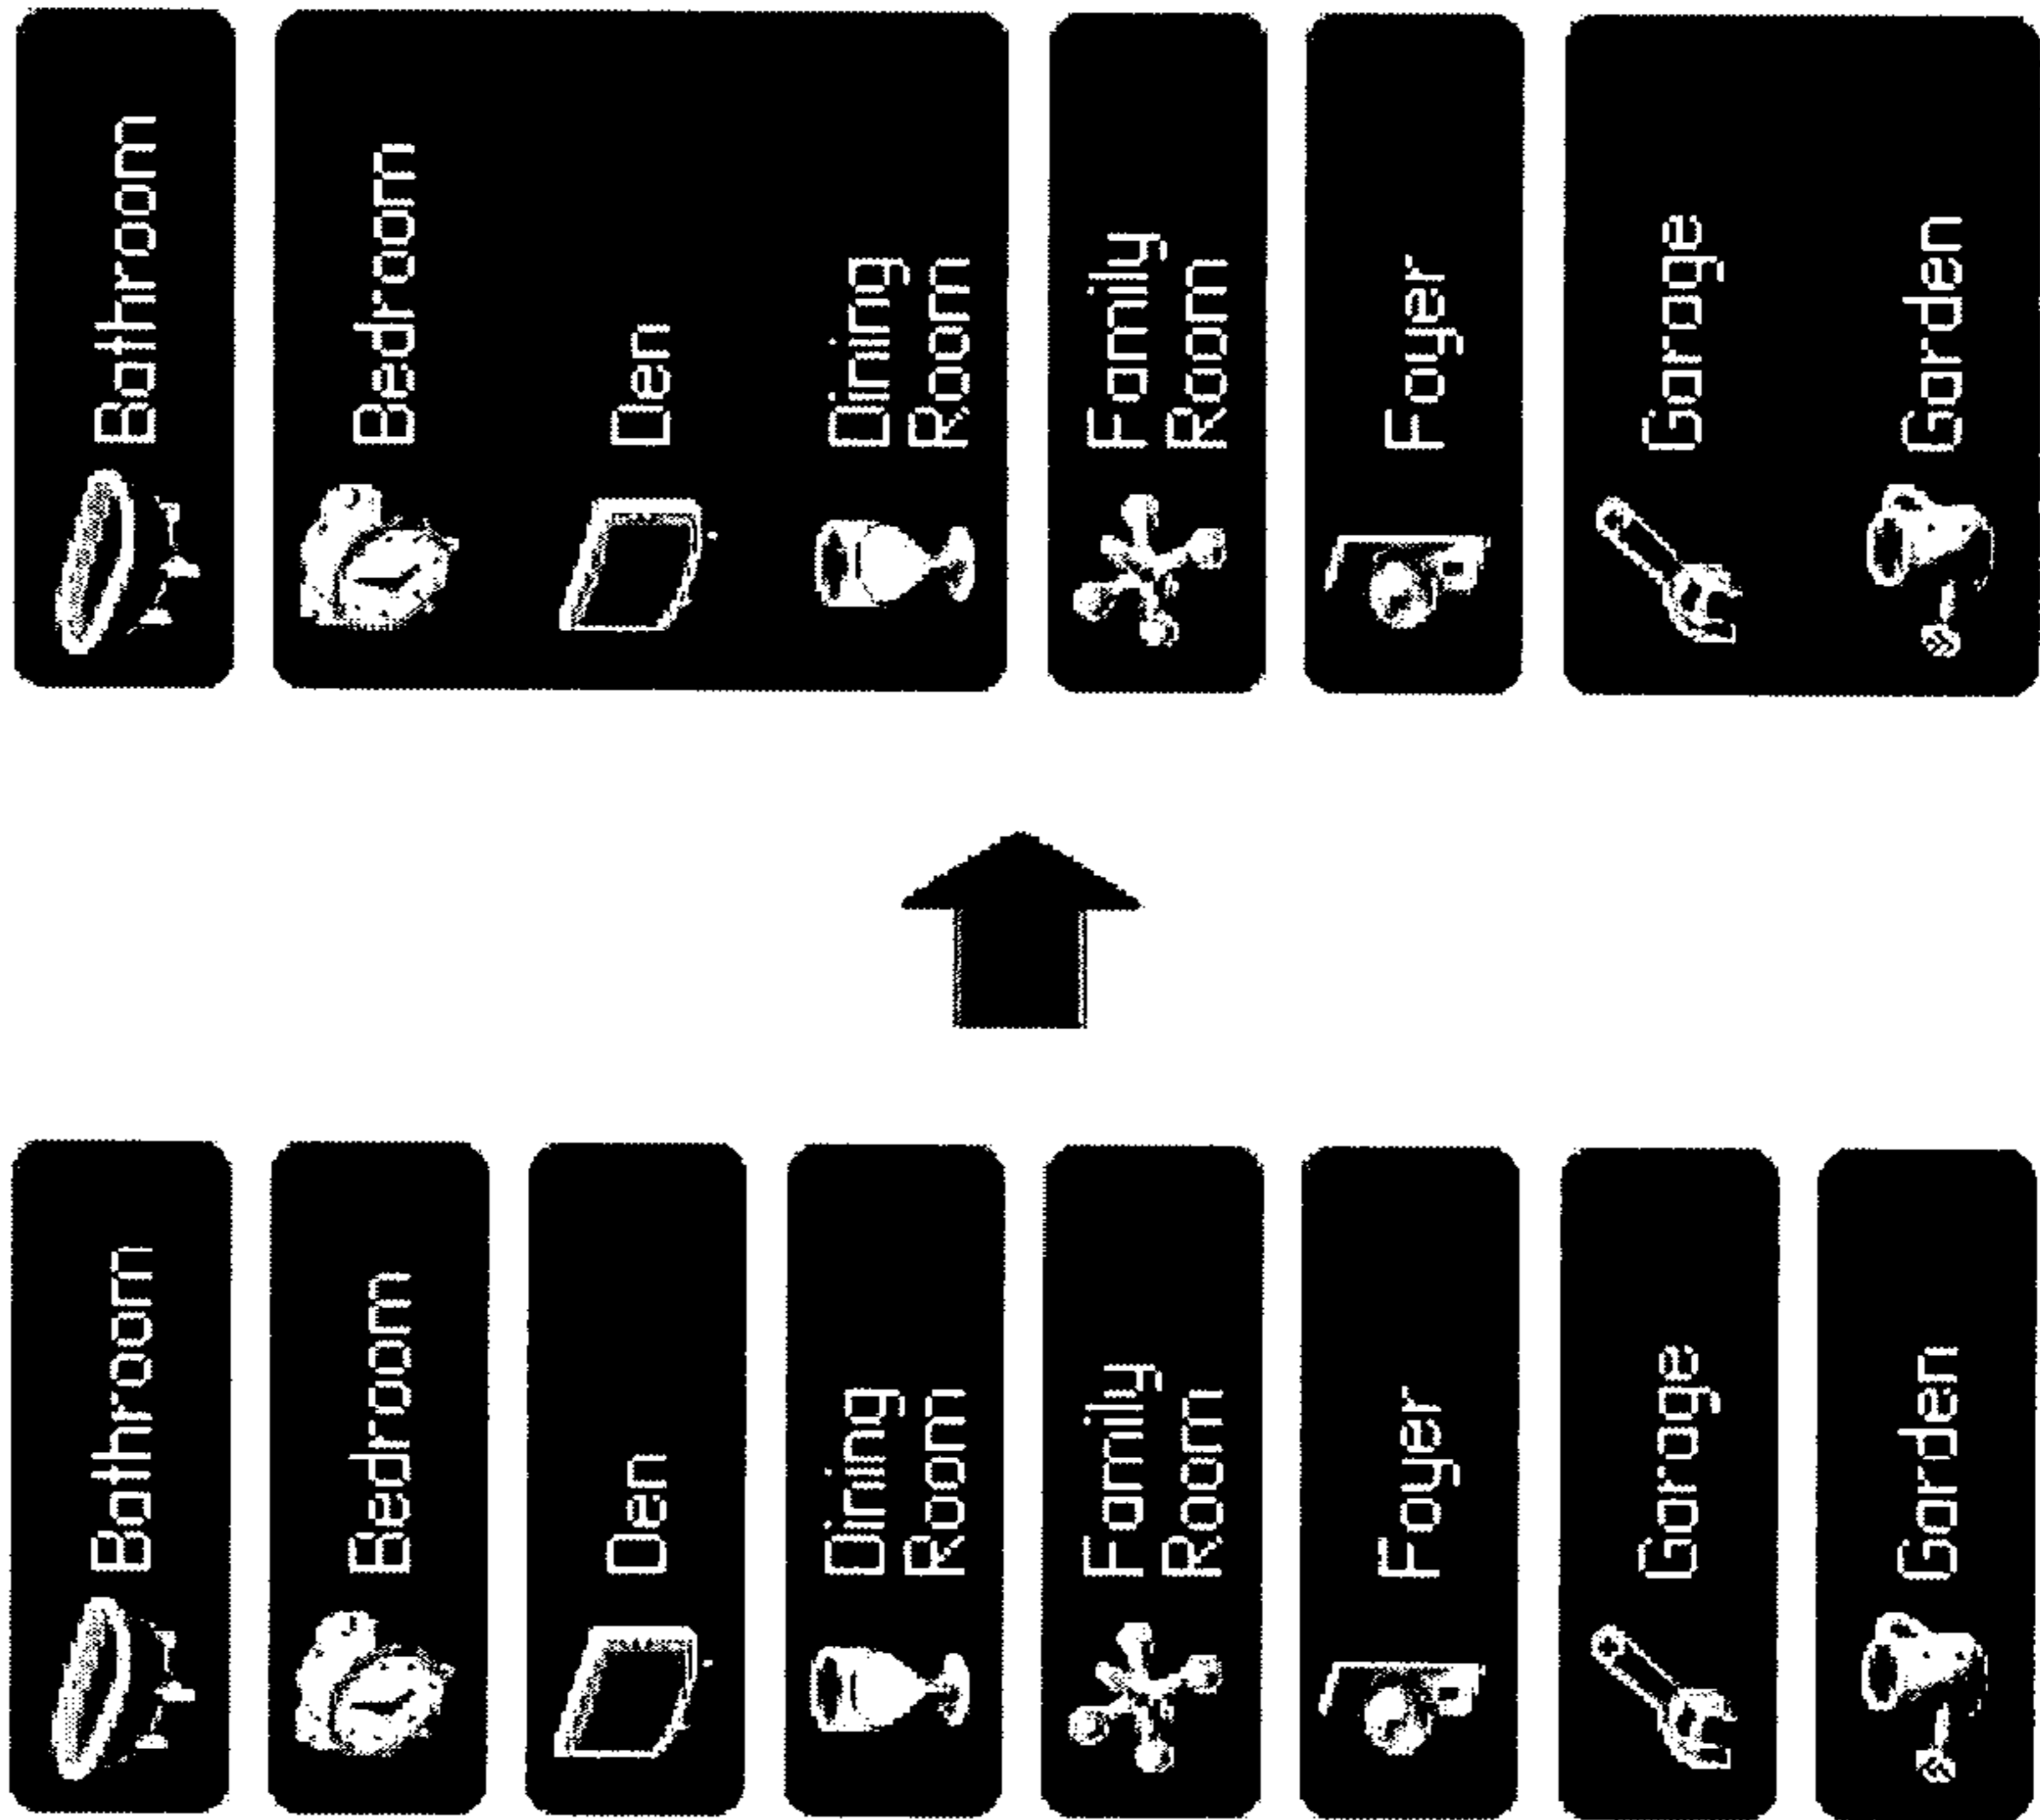 Bathroom
Bedroom
Den
Dining
Room
Family
Room
Foyer
Garage
Garden
Bathroom
Bedroom
Den
Dining
Room
Family
Room
Foyer
Garage
Garden